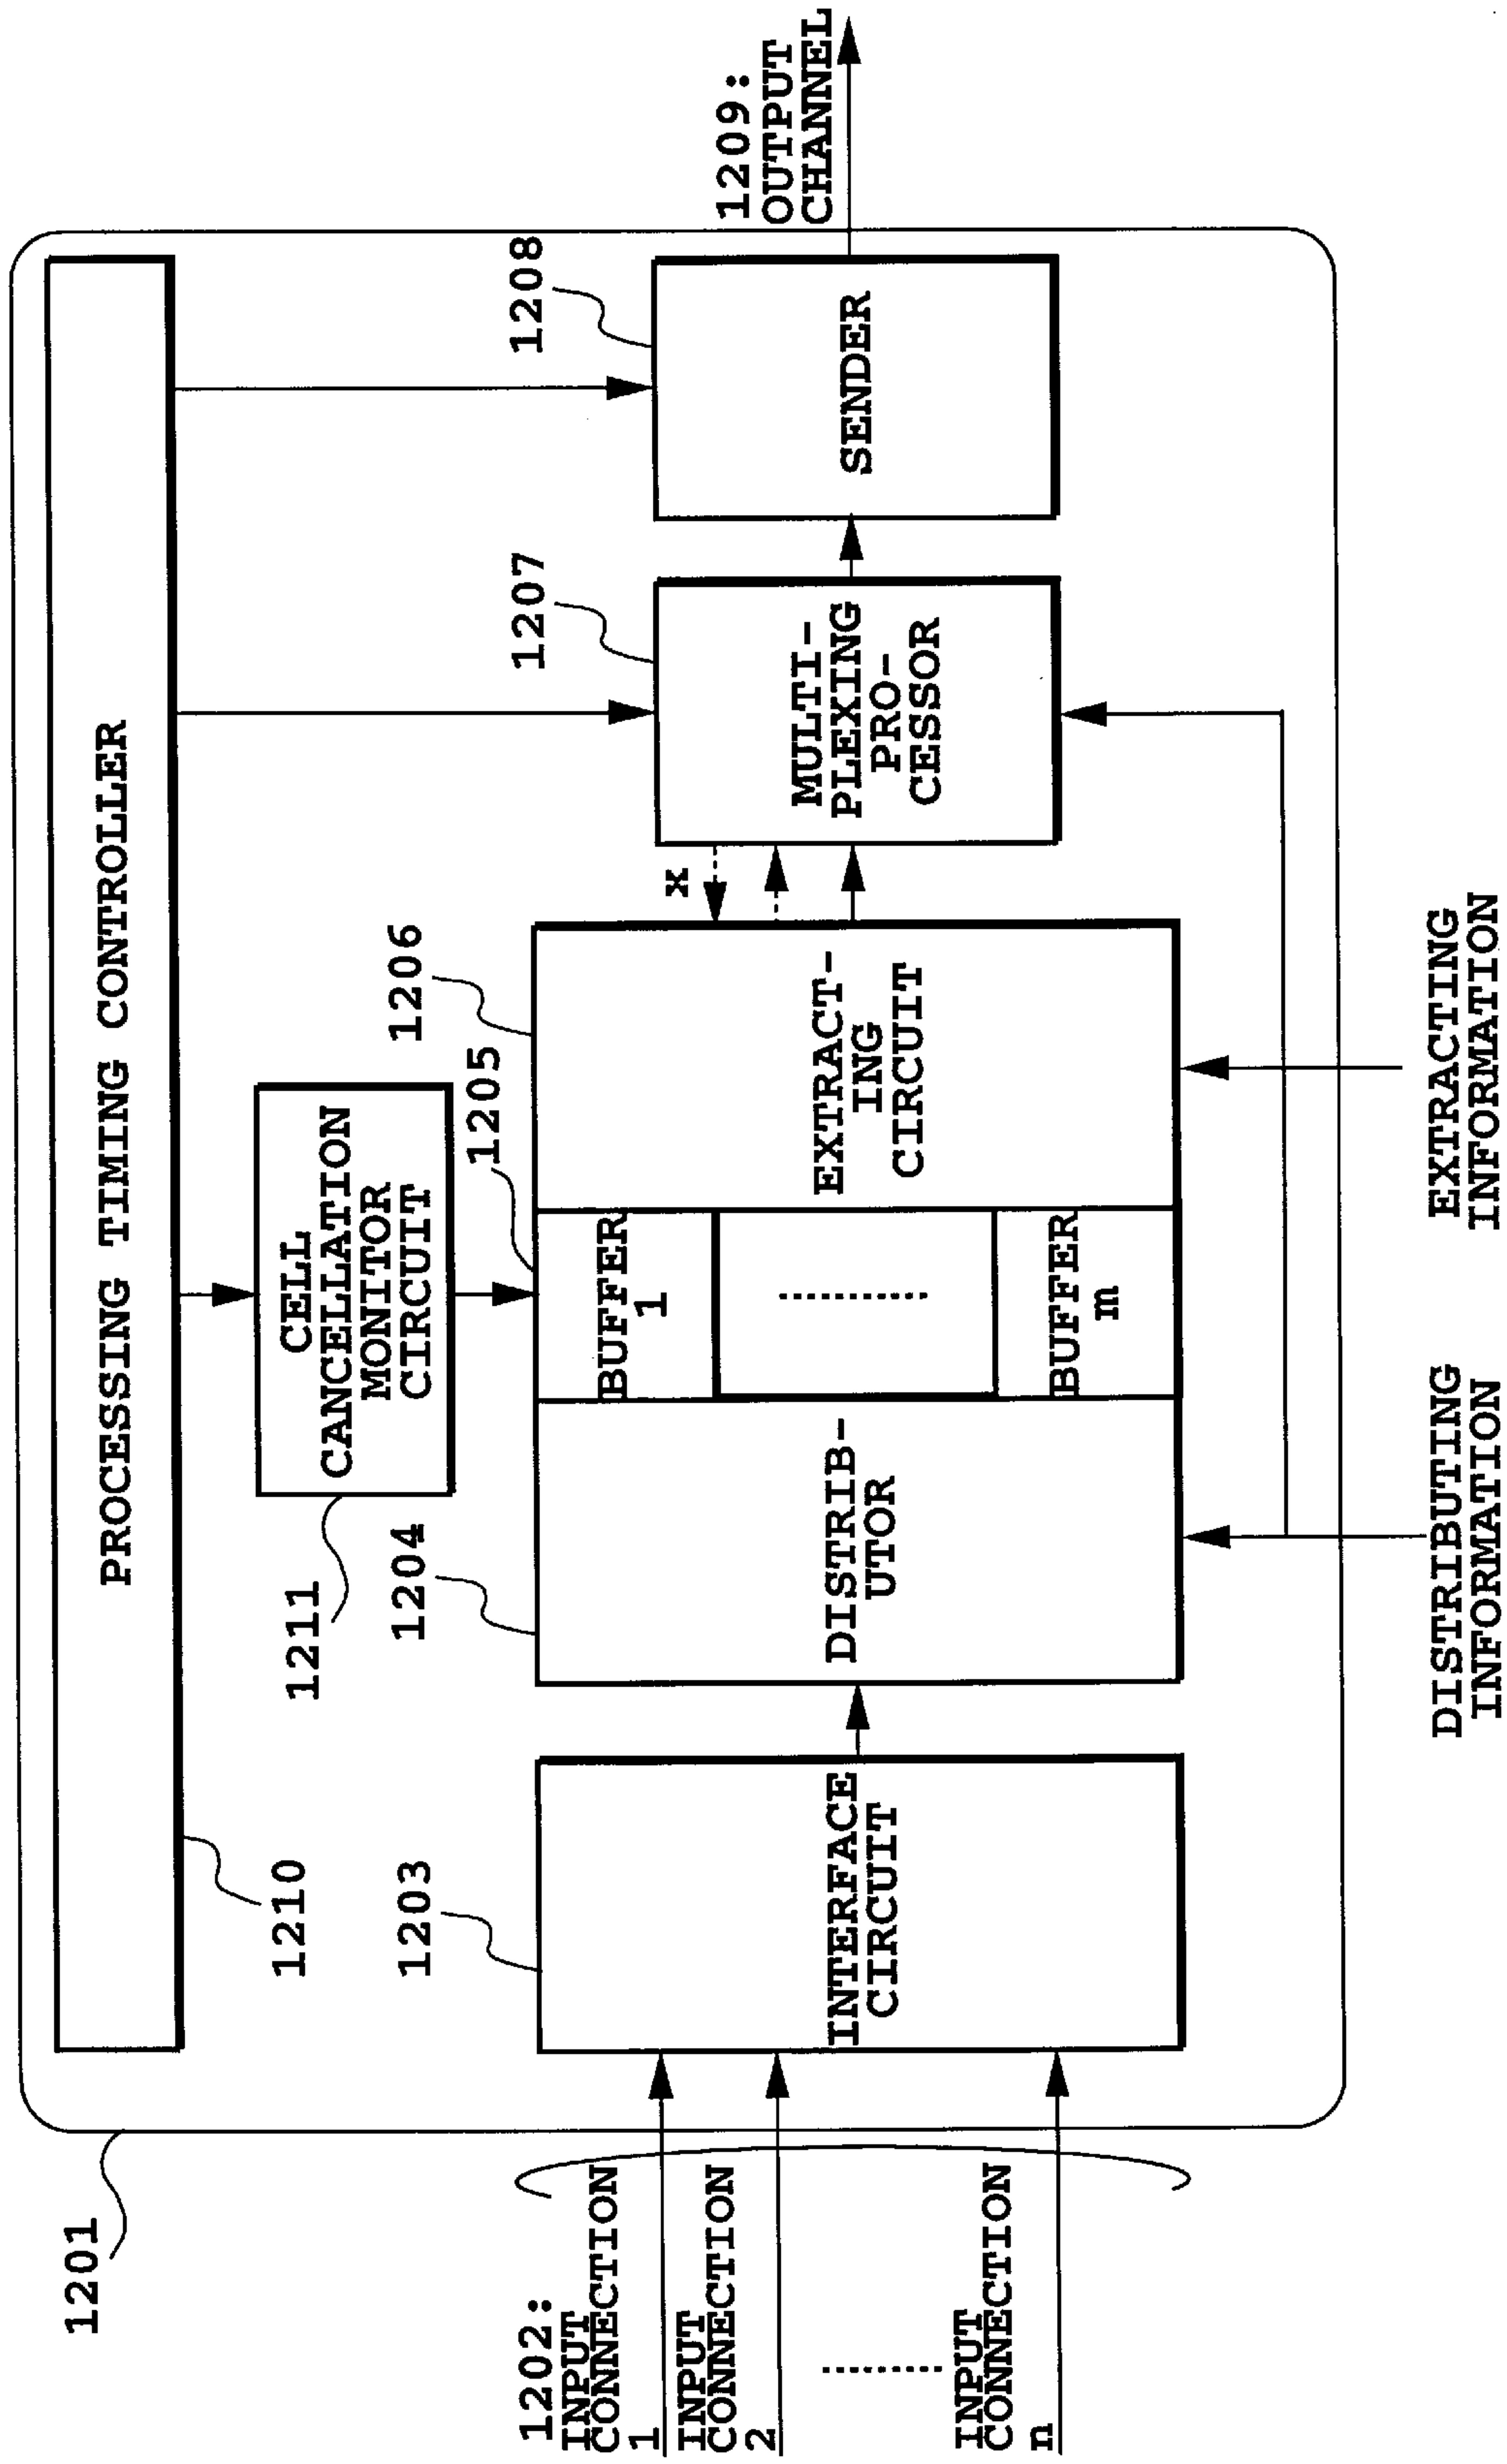 1201
PROCESSING TIMING CONTROLLER
1210
1211
CELL
CANCELLATION
MONITOR
CIRCUIT
1202:
INPUT
CONNECTION
1
INPUT
CONNECTION
2
INPUT
CONNECTION
n
1203
INTERFACE
CIRCUIT
1204
DISTRIB-
UTOR
1205
BUFFER
1
BUFFER
m
1206
EXTRACT-
ING
CIRCUIT
x
1207
MULTI-
PLEXING
PRO-
CESSOR
1208
SENDER
1209:
OUTPUT
CHANNEL
DISTRIBUTING
INFORMATION
EXTRACTING
INFORMATION